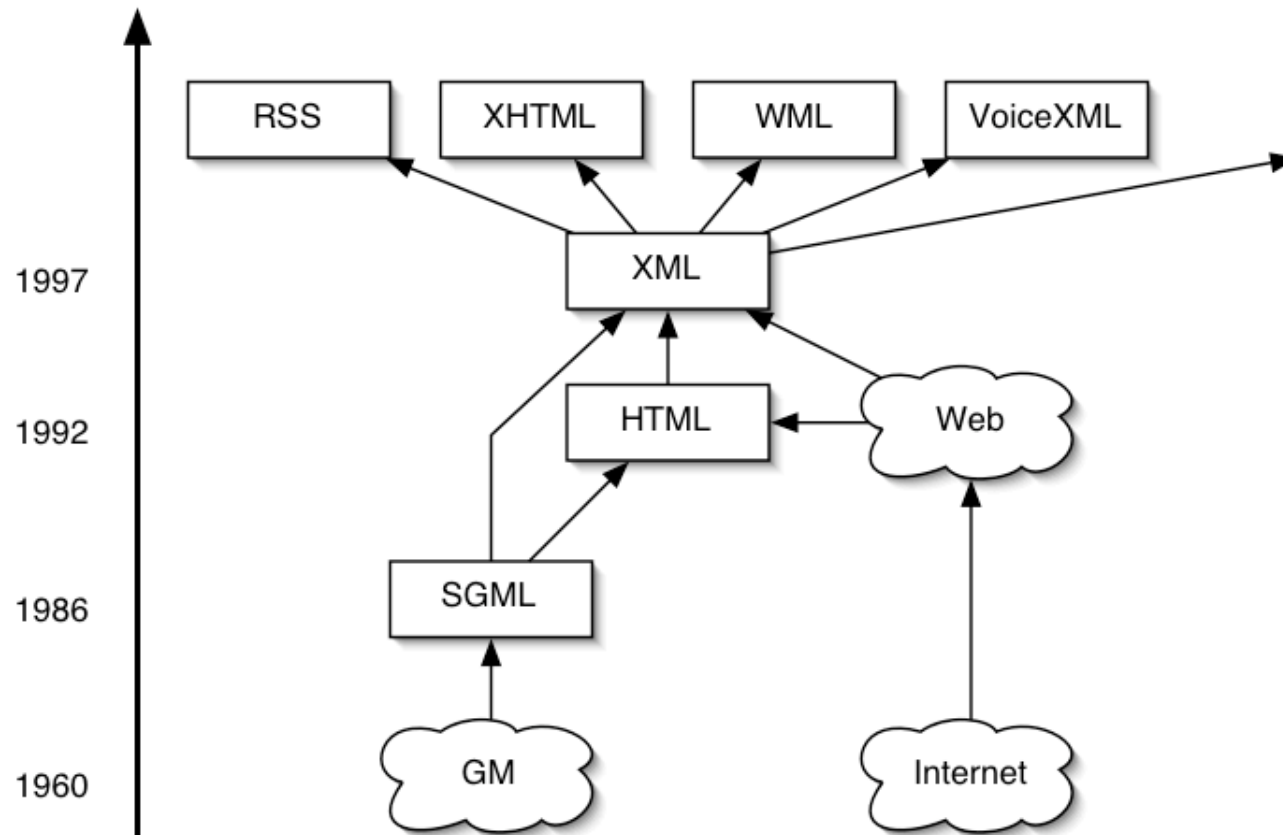 RSS
XHTML
WML
VoiceXML
1997
XML
1992
HTML
Web
1986
SGML
1960
GM
Internet